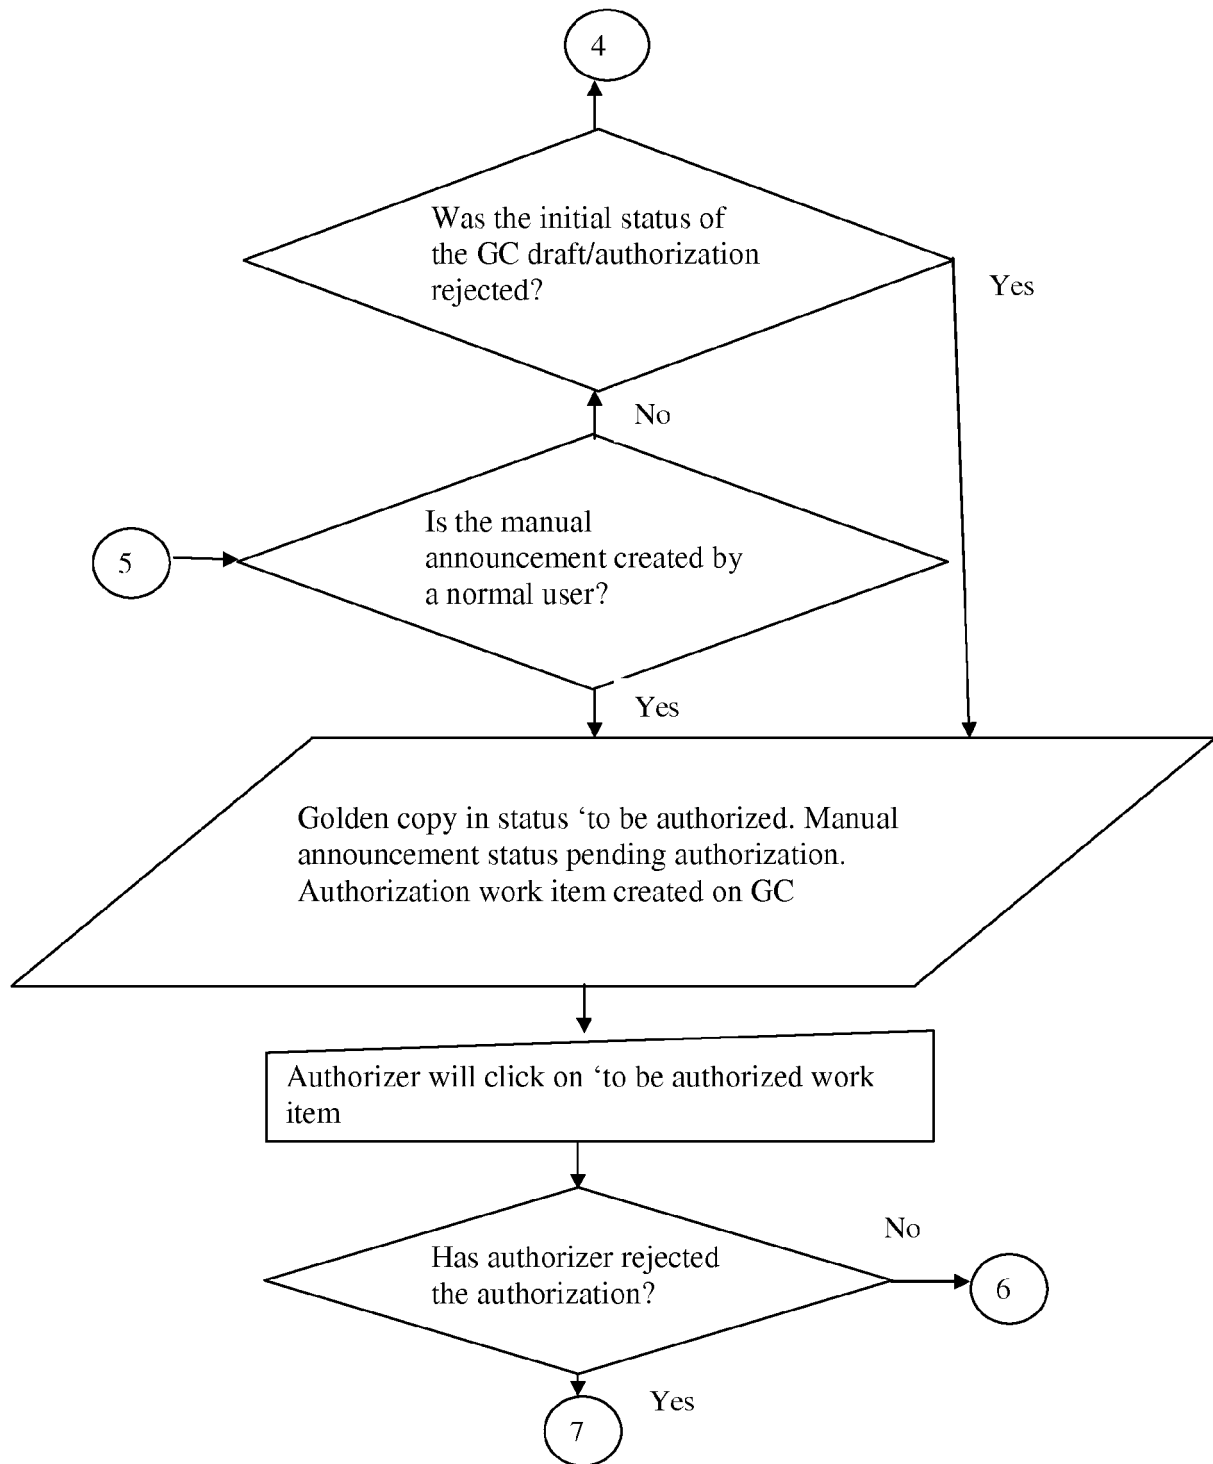 4
Was the initial status of
the GC draft/authorization
rejected?
Yes
No
Is the manual
announcement created by
a normal user?
5
Yes
Golden copy in status ‘to be authorized. Manual
announcement status pending authorization.
Authorization work item created on GC
Authorizer will click on ‘to be authorized work
item
No
Has authorizer rejected
the authorization?
6
Yes
7